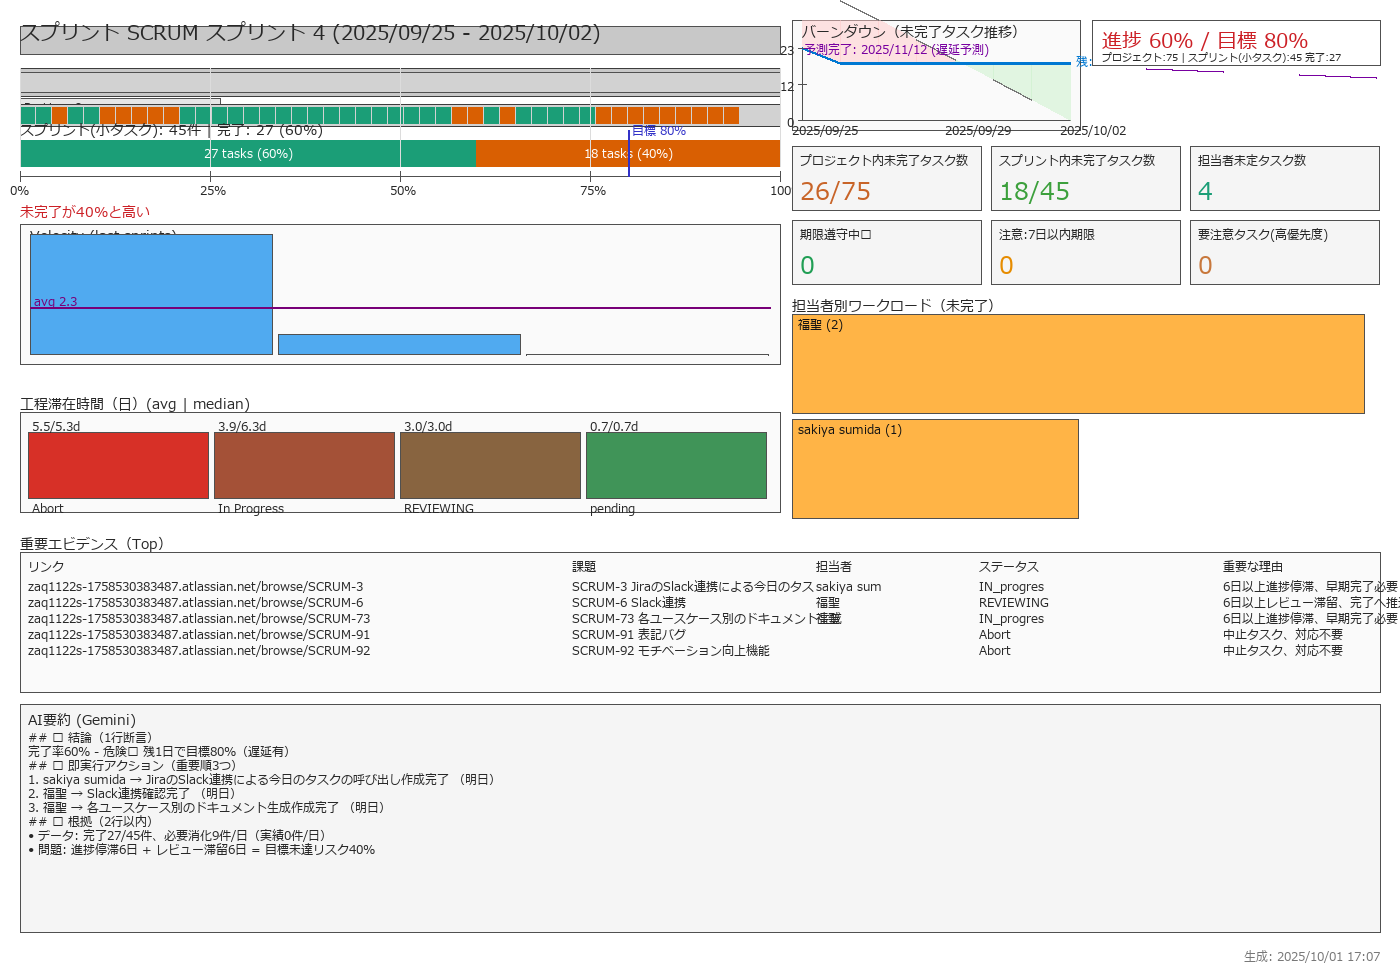 スプリント SCRUM スプリント 4 (2025/09/25 - 2025/10/02)
スプリント(小タスク): 45件 | 完了: 27 (60%)
目標 80%
27 tasks (60%)
18 tasks (40%)
0%
25%
50%
75%
100
未完了が40%と高い
Velocity (last sprints)
avg 2.3
工程滞在時間（日）(avg | median)
5.5/5.3d
3.9/6.3d
3.0/3.0d
0.7/0.7d
Abort
In Progress
REVIEWING
pending
バーンダウン（未完了タスク推移）
予測完了: 2025/11/12 (遅延予測)
23
12
0
残:
2025/09/25
2025/09/29
2025/10/02
進捗 60% / 目標 80%
プロジェクト:75 | スプリント(小タスク):45 完了:27
プロジェクト内未完了タスク数
26/75
スプリント内未完了タスク数
18/45
担当者未定タスク数
4
期限遵守中□
0
注意:7日以内期限
0
要注意タスク(高優先度)
0
担当者別ワークロード（未完了）
福聖 (2)
sakiya sumida (1)
重要エビデンス（Top）
リンク 課題 担当者 ステータス 重要な理由
zaq1122s-1758530383487.atlassian.net/browse/SCRUM-3 SCRUM-3 JiraのSlack連携による今日のタス sakiya sum IN_progres 6日以上進捗停滞、早期完了必要
zaq1122s-1758530383487.atlassian.net/browse/SCRUM-6 SCRUM-6 Slack連携 福聖 REVIEWING 6日以上レビュー滞留、完了へ推
zaq1122s-1758530383487.atlassian.net/browse/SCRUM-73 SCRUM-73 各ユースケース別のドキュメント 福聖 IN_progres 6日以上進捗停滞、早期完了必要
zaq1122s-1758530383487.atlassian.net/browse/SCRUM-91 SCRUM-91 表記バグ Abort 中止タスク、対応不要
zaq1122s-1758530383487.atlassian.net/browse/SCRUM-92 SCRUM-92 モチベーション向上機能 Abort 中止タスク、対応不要
AI要約 (Gemini)
## □ 結論（1行断言）
完了率60% - 危険□ 残1日で目標80%（遅延有）
## □ 即実行アクション（重要順3つ）
1. sakiya sumida → JiraのSlack連携による今日のタスクの呼び出し作成完了 （明日）
2. 福聖 → Slack連携確認完了 （明日）
3. 福聖 → 各ユースケース別のドキュメント生成作成完了 （明日）
## □ 根拠（2行以内）
• データ: 完了27/45件、必要消化9件/日（実績0件/日）
• 問題: 進捗停滞6日 + レビュー滞留6日 = 目標未達リスク40%
生成: 2025/10/01 17:07